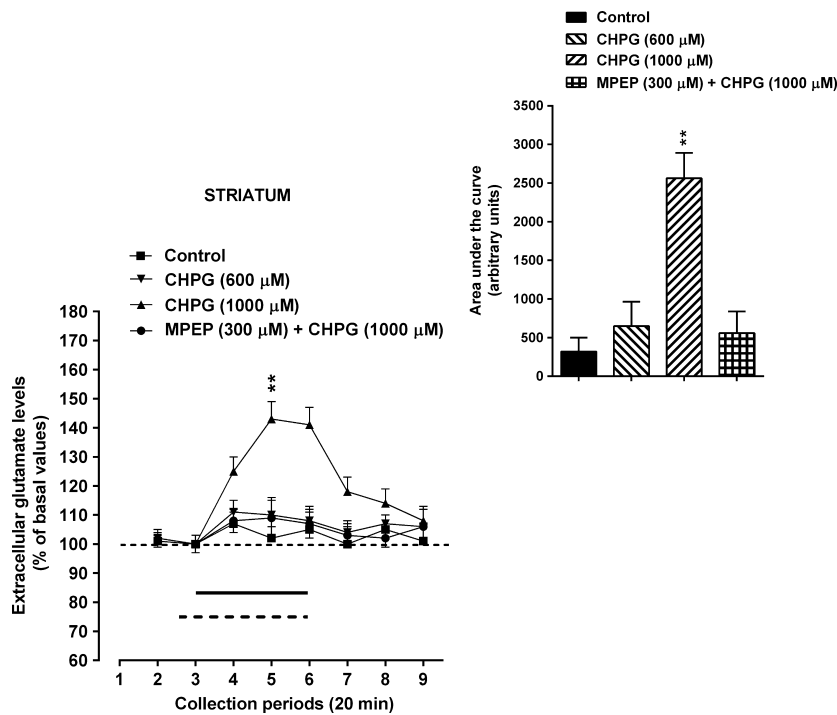 Control
CHPG (600 µM)
CHPG (1000 µM)
MPEP (300 µM) + CHPG (1000 µM)
3500
3000
2500
2000
1500
1000
500
0
Area under the curve
(arbitrary units)
**
STRIATUM
Control
CHPG (600 µM)
CHPG (1000 µM)
MPEP (300 µM) + CHPG (1000 µM)
180
170
160
150
140
130
120
110
100
90
80
70
60
Extracellular glutamate levels
(% of basal values)
**
1 2 3 4 5 6 7 8 9
Collection periods (20 min)